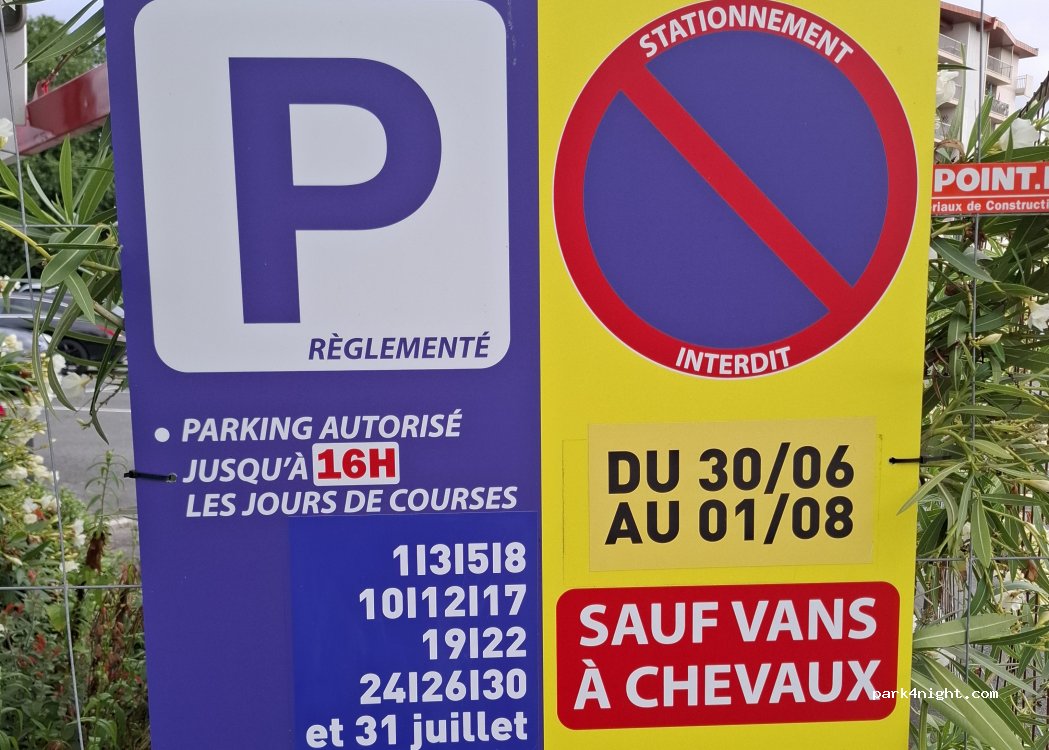 P
RÈGLEMENTÉ
• PARKING AUTORISÉ
JUSQU'À 16H
LES JOURS DE COURSES
1|3|5|8
10|12|17
19|22
24|26|30
et 31 juillet
STATIONNEMENT
INTERDIT
DU 30/06
AU 01/08
SAUF VANS
À CHEVAUX
POINT.
de Constructi
park4night.com